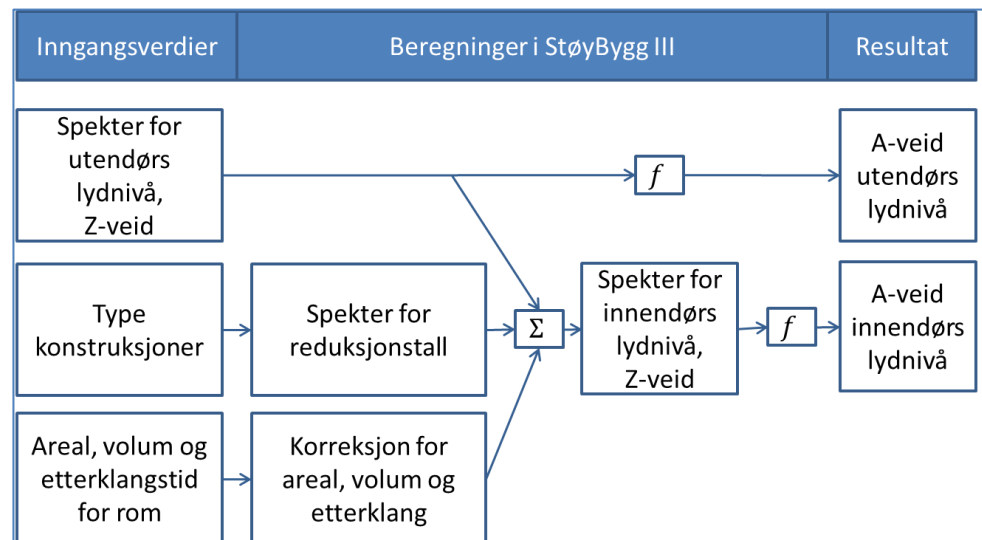 Inngangsverdier
Beregninger i StøyBygg III
Resultat
Spekter for
utendørs
lydnivå,
Z-veid
f
A-veid
utendørs
lydnivå
Type
konstruksjoner
Spekter for
reduksjonstall
Σ
Spekter for
innendørs
lydnivå,
Z-veid
f
A-veid
innendørs
lydnivå
Areal, volum og
etterklangstid
for rom
Korreksjon for
areal, volum og
etterklang